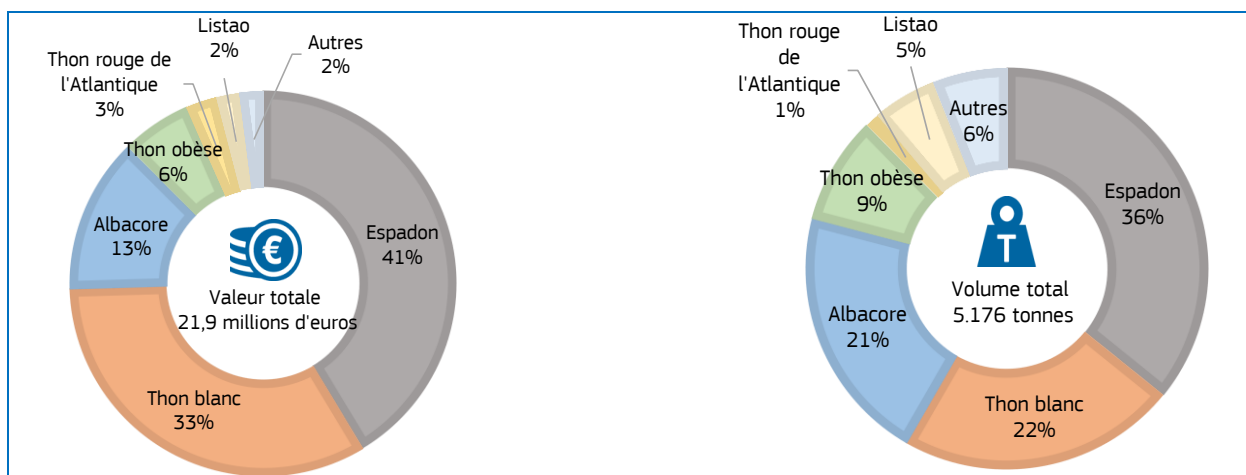 Listao
2%
Autres
2%
Thon rouge de
l'Atlantique
3%
Thon obèse
6%
Albacore
13%
Espadon
41%
€
Valeur totale
21,9 millions d'euros
Thon blanc
33%
Thon rouge
de
l'Atlantique
1%
Listao
5%
Autres
6%
Thon obèse
9%
Espadon
36%
T
Albacore
21%
Volume total
5.176 tonnes
Thon blanc
22%